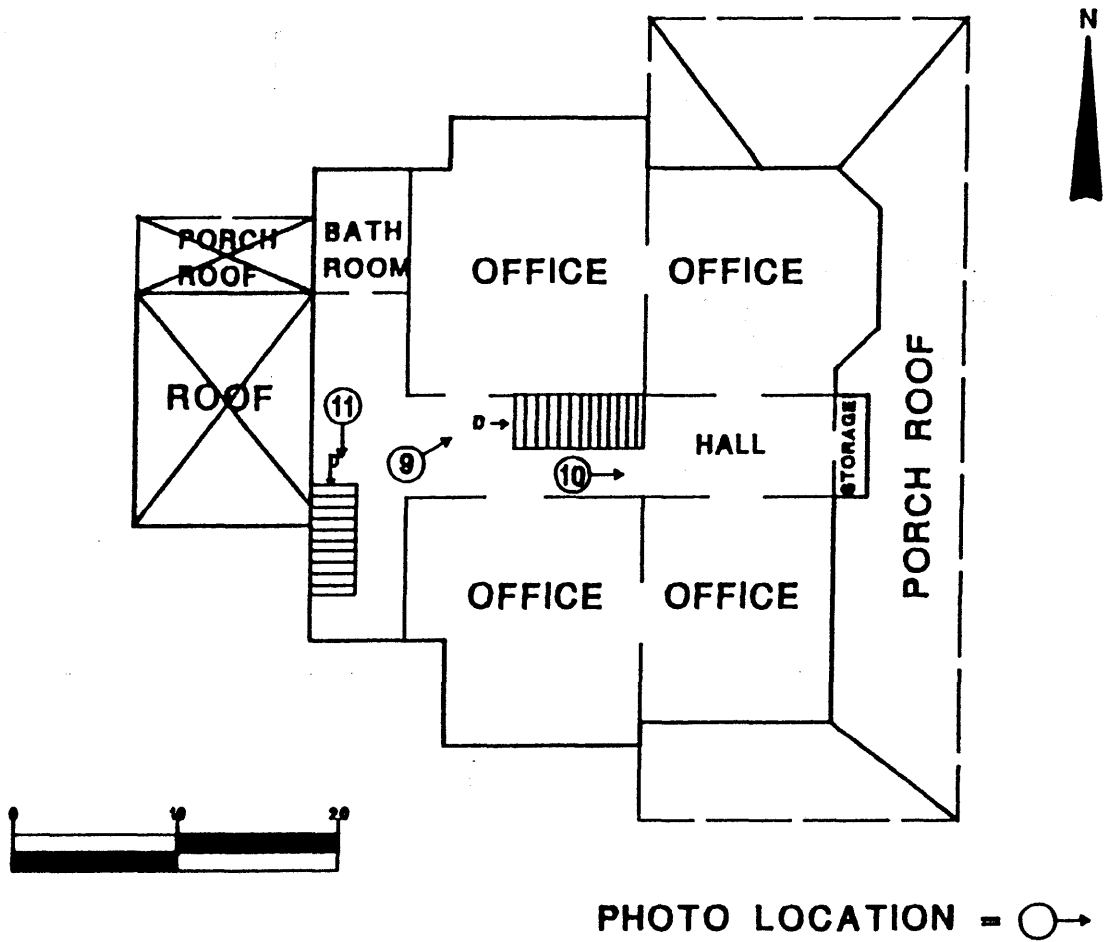 N
PORCH
ROOF
BATH
ROOM
OFFICE
OFFICE
ROOF
11
9
D
10
HALL
STORAGE
PORCH ROOF
OFFICE
OFFICE
0
10
20
PHOTO LOCATION =